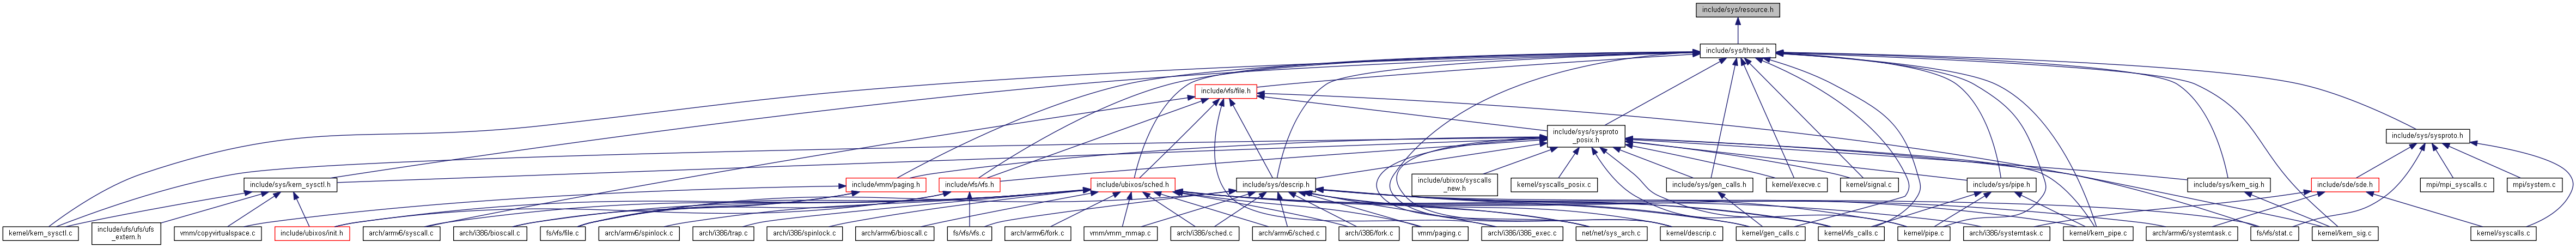 include/sys/resource.h
include/sys/thread.h
include/vfs/file.h
include/sys/sysproto
_posix.h
include/sys/sysproto.h
include/sys/kern_sysctl.h
include/vmm/paging.h
include/vfs/vfs.h
include/ubixos/sched.h
include/sys/descrip.h
include/ubixos/syscalls
_new.h
kernel/syscalls_posix.c
include/sys/gen_calls.h
kernel/execve.c
kernel/signal.c
include/sys/pipe.h
include/sys/kern_sig.h
include/sde/sde.h
mpi/mpi_syscalls.c
mpi/system.c
kernel/kern_sysctl.c
include/ufs/ufs/ufs
_extern.h
vmm/copyvirtualspace.c
include/ubixos/init.h
arch/armv6/syscall.c
arch/i386/bioscall.c
fs/vfs/file.c
arch/armv6/spinlock.c
arch/i386/trap.c
arch/i386/spinlock.c
arch/armv6/bioscall.c
fs/vfs/vfs.c
arch/armv6/fork.c
vmm/vmm_mmap.c
arch/i386/sched.c
arch/armv6/sched.c
arch/i386/fork.c
vmm/paging.c
arch/i386/i386_exec.c
net/net/sys_arch.c
kernel/descrip.c
kernel/gen_calls.c
kernel/vfs_calls.c
kernel/pipe.c
arch/i386/systemtask.c
kernel/kern_pipe.c
arch/armv6/systemtask.c
fs/vfs/stat.c
kernel/kern_sig.c
kernel/syscalls.c